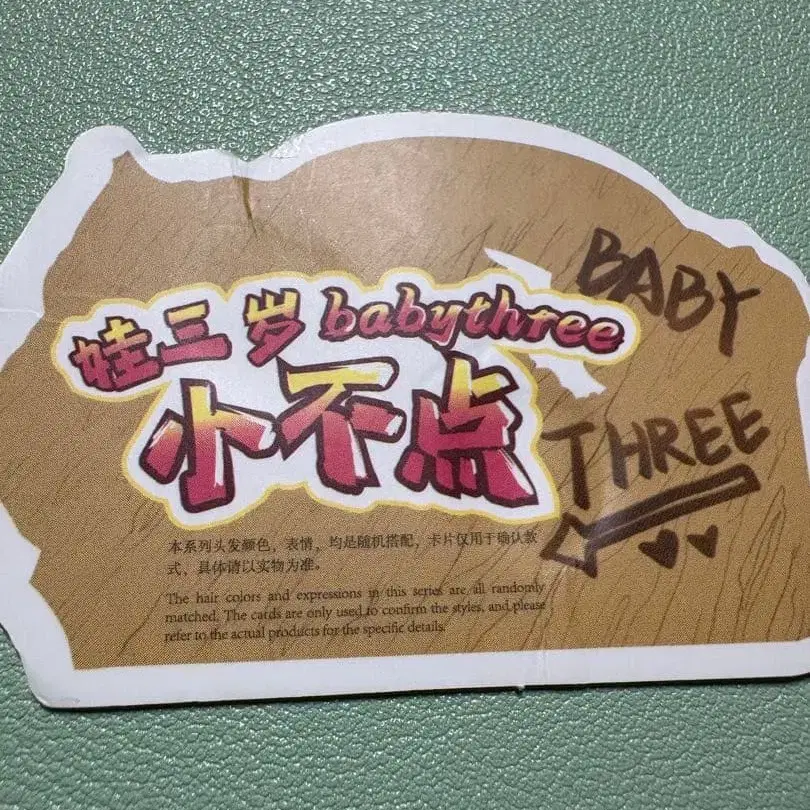 娃三岁 babythree
小不点
BABY
THREE
本系列头发颜色，表情，均是随机搭配，卡片仅用于确认款
式，具体请以实物为准。
The hair colors and expressions in this series are all randomly
matched. The cards are only used to confirm the styles, and please
refer to the actual products for the specific details.